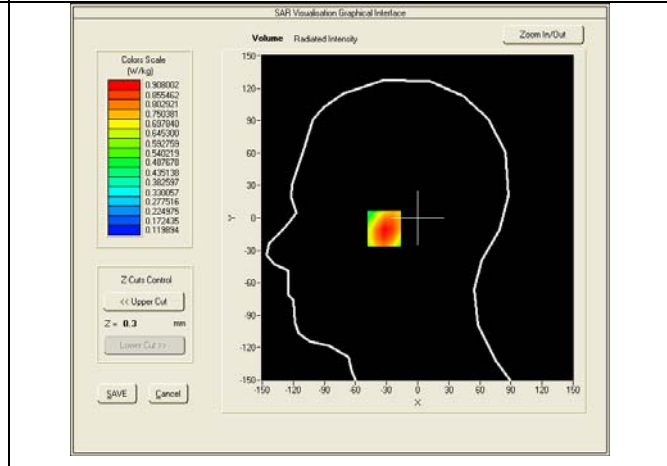 SAR Visualisation Graphical Interface
Volume Radiated Intensity
Zoom In/Out
Colors Scale
(W/kg)
0.908002
0.855462
0.802921
0.750381
0.697840
0.645300
0.592759
0.540219
0.487678
0.435138
0.382597
0.330057
0.277516
0.224975
0.172435
0.119894
Z Cuts Control
<< Upper Cut
Z = 0.3 mm
Lower Cut >>
SAVE Cancel
150
120
90
60
30
0
-30
-60
-90
-120
-150
Y
-150 -120 -90 -60 -30 0 30 60 90 120 150
X